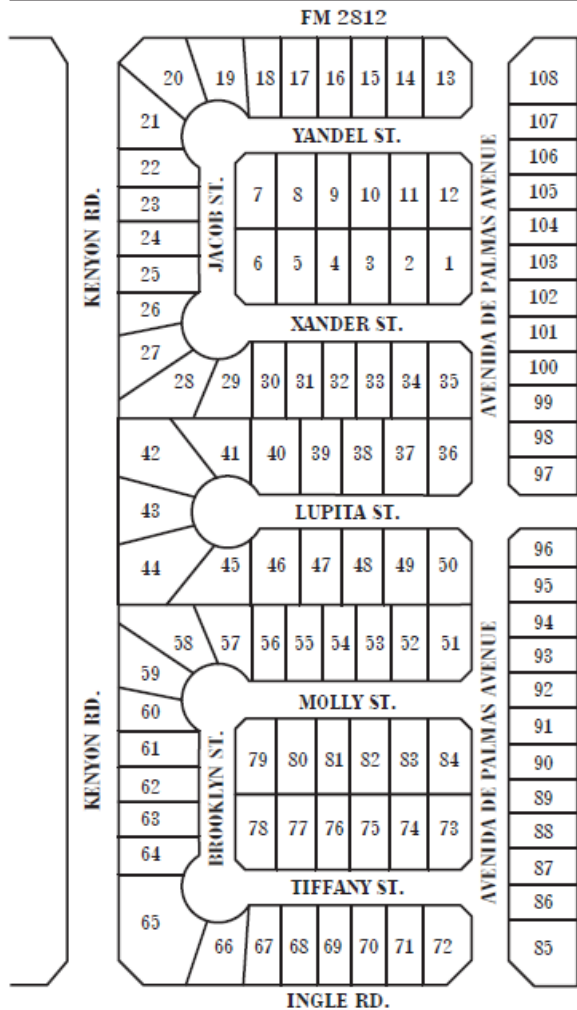 FM 2812
20 19 18 17 16 15 14 13 108
21 YANDEL ST. 107
22 106
23 7 8 9 10 11 12 105
24 104
25 6 5 4 3 2 1 103
26 102
KENYON RD.
JACOB ST.
AVENIDA DE PALMAS AVENUE
XANDER ST. 101
27 100
28 29 30 31 32 33 34 35 99
98
42 41 40 39 38 37 36 97
43 LUPITA ST.
44 45 46 47 48 49 50 96
95
58 57 56 55 54 53 52 51 94
93
59 92
60 MOLLY ST. 91
KENYON RD.
BROOKLYN ST.
AVENIDA DE PALMAS AVENUE
61 79 80 81 82 83 84 90
62 89
63 78 77 76 75 74 73 88
64 87
TIFFANY ST. 86
65 66 67 68 69 70 71 72 85
INGLE RD.